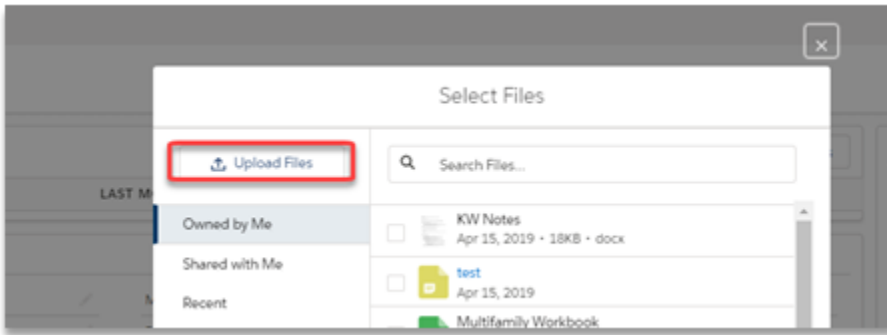 Select Files
Upload Files
Search Files...
LAST M
Owned by Me
KW Notes
Apr 15, 2019 • 18KB • docx
Shared with Me
test
Apr 15, 2019
Recent
Multifamily Workbook